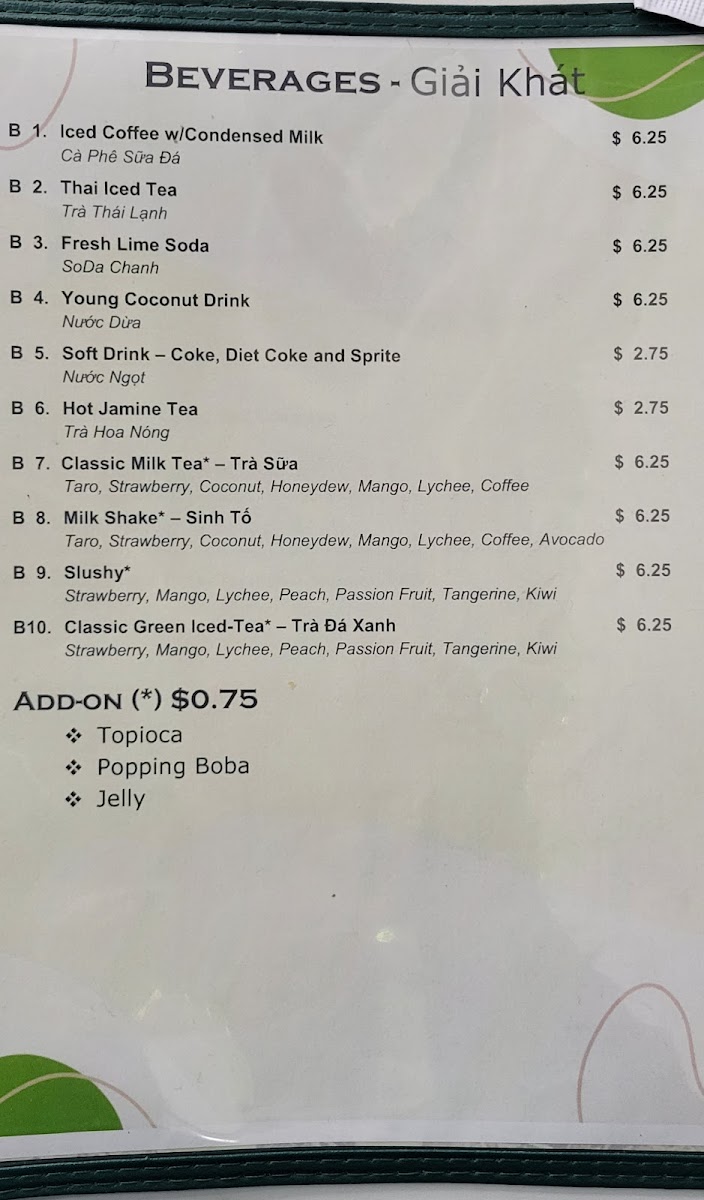 BEVERAGES - Giải Khát
B 1. Iced Coffee w/Condensed Milk $ 6.25
Cà Phê Sữa Đá
B 2. Thai Iced Tea $ 6.25
Trà Thái Lạnh
B 3. Fresh Lime Soda $ 6.25
SoDa Chanh
B 4. Young Coconut Drink $ 6.25
Nước Dừa
B 5. Soft Drink – Coke, Diet Coke and Sprite $ 2.75
Nước Ngọt
B 6. Hot Jamine Tea $ 2.75
Trà Hoa Nóng
B 7. Classic Milk Tea* – Trà Sữa $ 6.25
Taro, Strawberry, Coconut, Honeydew, Mango, Lychee, Coffee
B 8. Milk Shake* – Sinh Tố $ 6.25
Taro, Strawberry, Coconut, Honeydew, Mango, Lychee, Coffee, Avocado
B 9. Slushy* $ 6.25
Strawberry, Mango, Lychee, Peach, Passion Fruit, Tangerine, Kiwi
B10. Classic Green Iced-Tea* – Trà Đá Xanh $ 6.25
Strawberry, Mango, Lychee, Peach, Passion Fruit, Tangerine, Kiwi
ADD-ON (*) $0.75
❖ Topioca
❖ Popping Boba
❖ Jelly